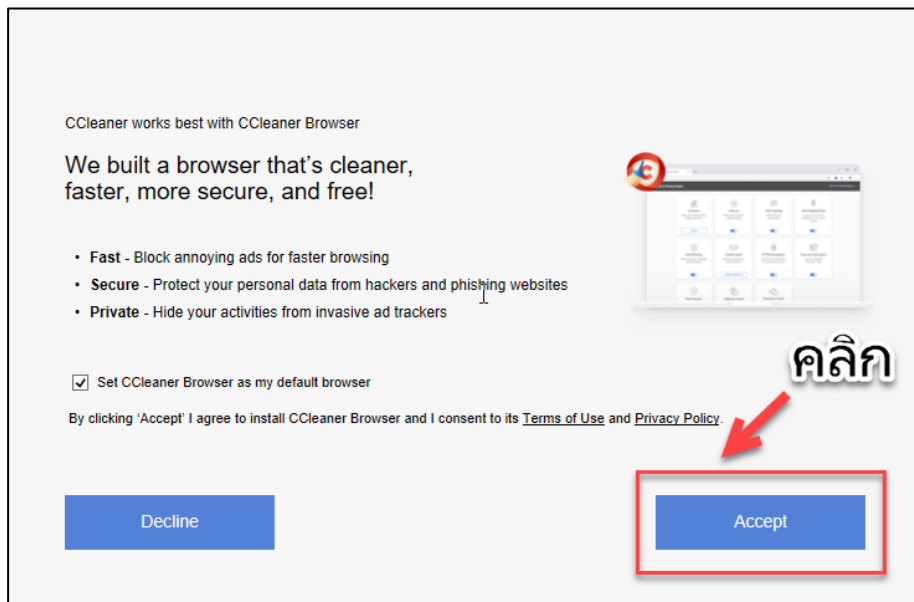 CCleaner works best with CCleaner Browser
We built a browser that's cleaner,
faster, more secure, and free!
• Fast - Block annoying ads for faster browsing
• Secure - Protect your personal data from hackers and phishing websites
• Private - Hide your activities from invasive ad trackers
คลิก
Set CCleaner Browser as my default browser
By clicking 'Accept' I agree to install CCleaner Browser and I consent to its Terms of Use and Privacy Policy.
Decline
Accept